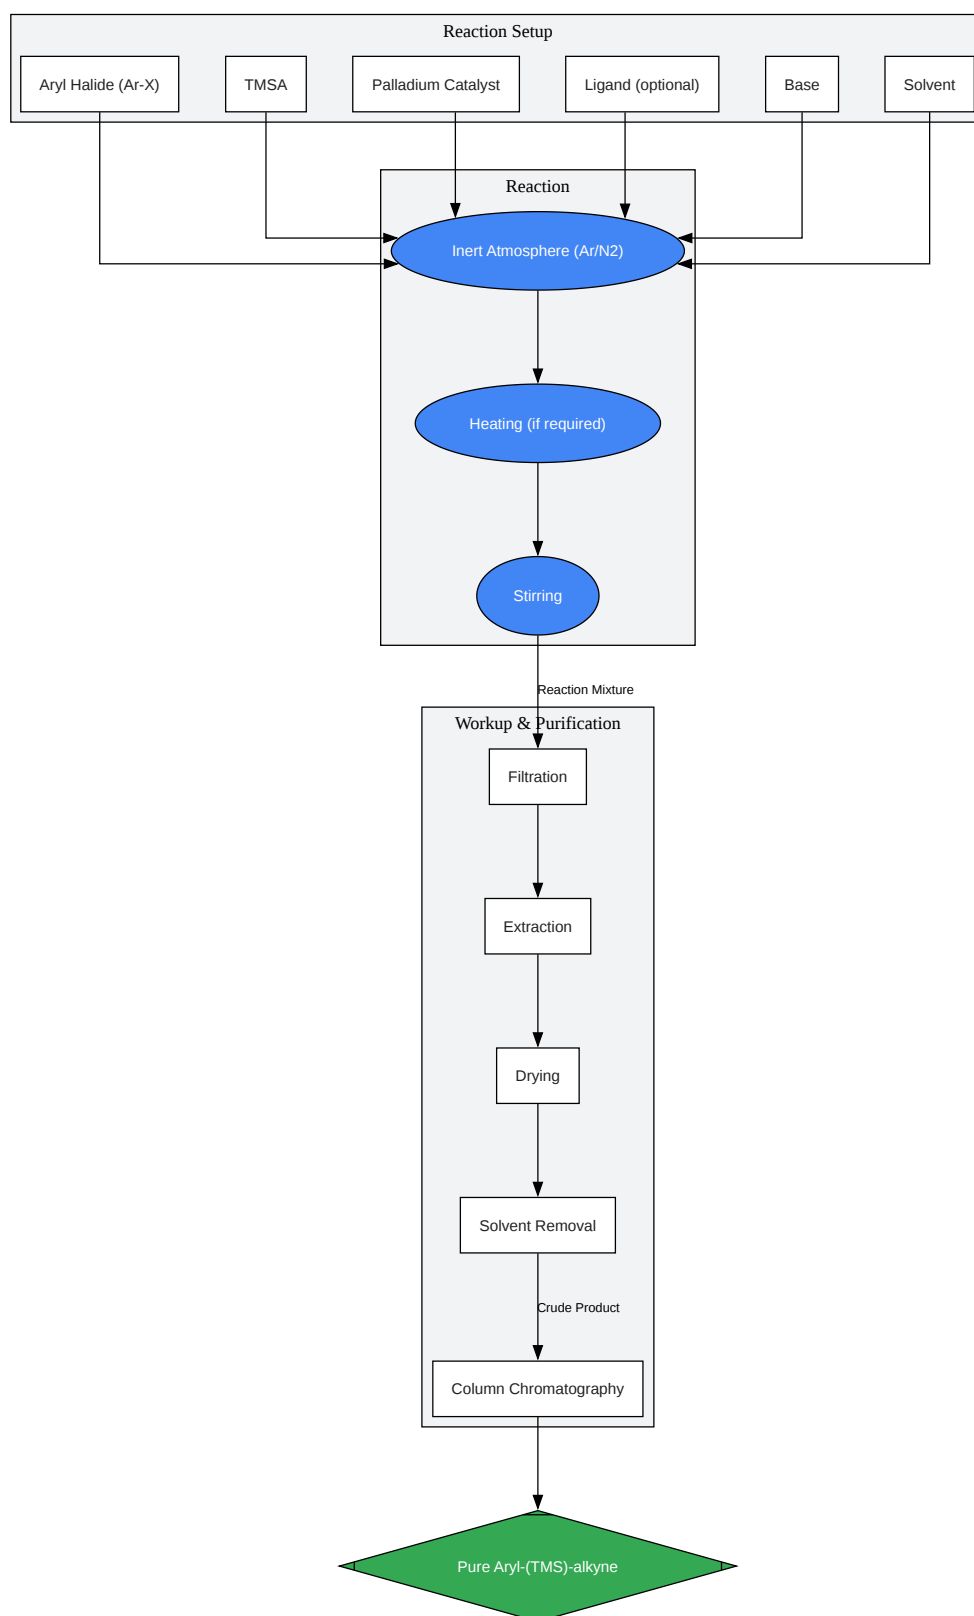 Reaction Setup
Aryl Halide (Ar-X)
TMSA
Palladium Catalyst
Ligand (optional)
Base
Solvent
Reaction
Inert Atmosphere (Ar/N2)
Heating (if required)
Stirring
Reaction Mixture
Workup & Purification
Filtration
Extraction
Drying
Solvent Removal
Crude Product
Column Chromatography
Pure Aryl-(TMS)-alkyne